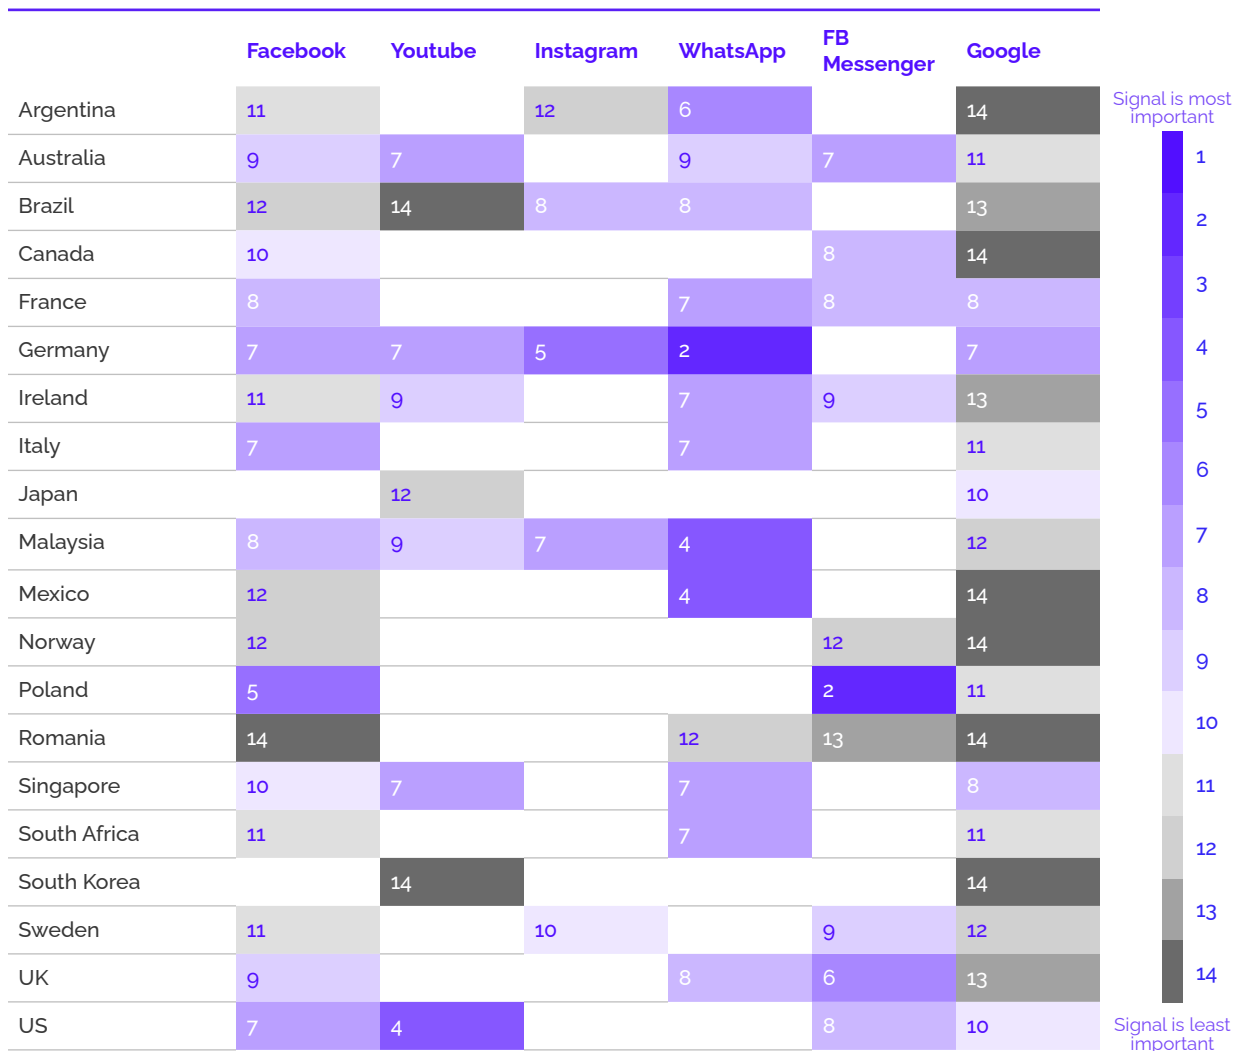 Facebook Youtube Instagram WhatsApp FB Messenger Google
Argentina 11 12 6 14
Australia 9 7 9 7 11
Brazil 12 14 8 8 13
Canada 10 8 14
France 8 7 8 8
Germany 7 7 5 2 7
Ireland 11 9 7 9 13
Italy 7 7 11
Japan 12 10
Malaysia 8 9 7 4 12
Mexico 12 4 14
Norway 12 12 14
Poland 5 2 11
Romania 14 12 13 14
Singapore 10 7 7 8
South Africa 11 7 11
South Korea 14 14
Sweden 11 10 9 12
UK 9 8 6 13
US 7 4 8 10
Signal is most
important
1
2
3
4
5
6
7
8
9
10
11
12
13
14
Signal is least
important